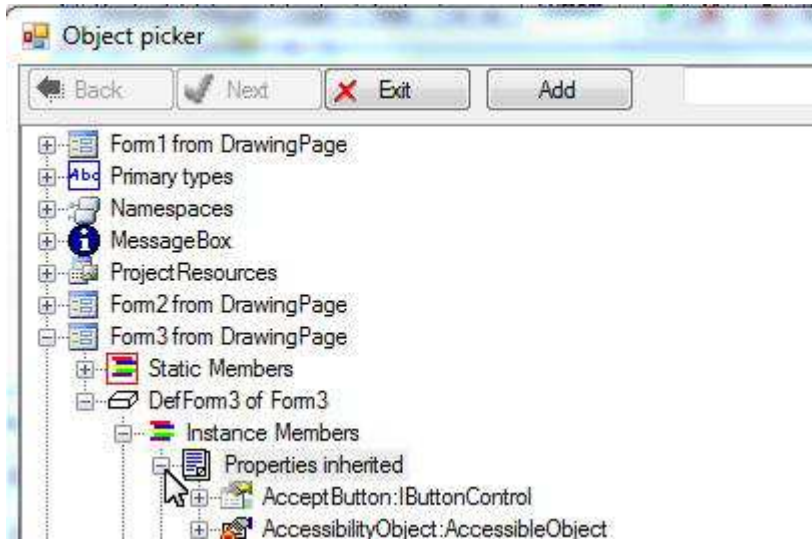 Object picker
Back Next Exit Add
Form1 from DrawingPage
Abc Primary types
Namespaces
MessageBox
ProjectResources
Form2 from DrawingPage
Form3 from DrawingPage
Static Members
DefForm3 of Form3
Instance Members
Properties inherited
AcceptButton:IButtonControl
AccessibilityObject:AccessibleObject